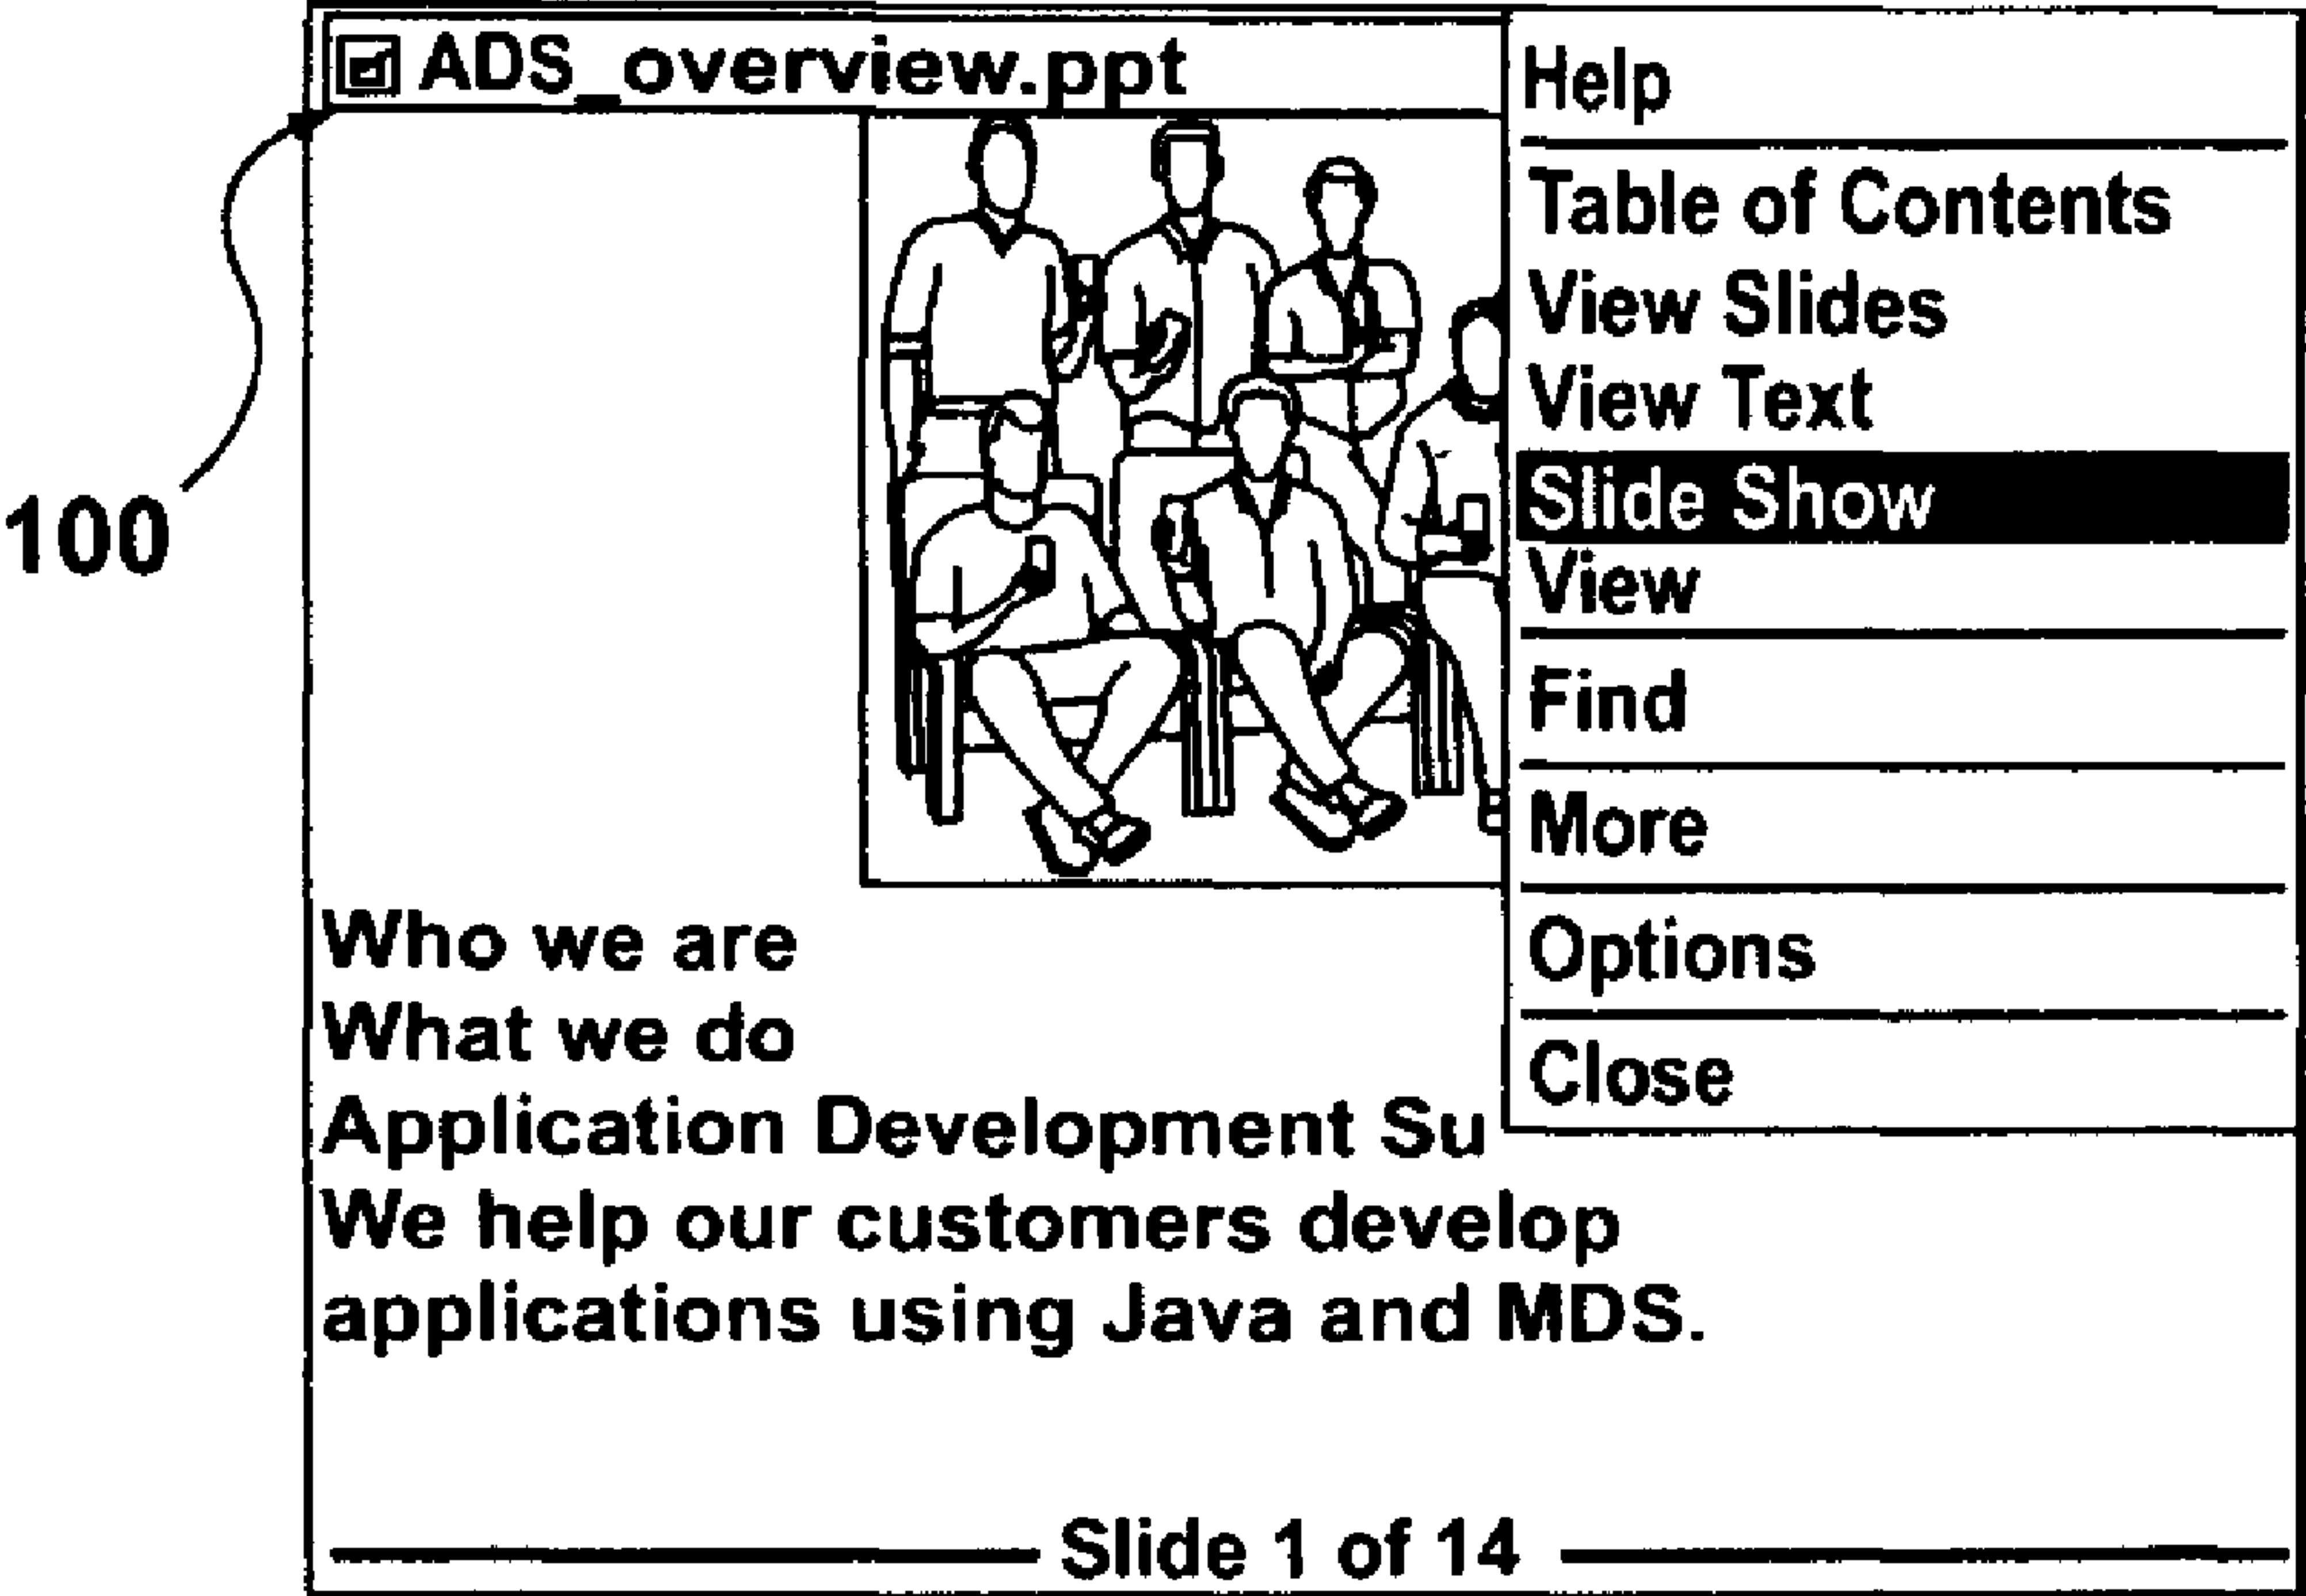 ADS_overview.ppt
Help
Table of Contents
View Slides
View Text
Slide Show
View
Find
More
Options
Close
100
Who we are
What we do
Application Development Su
We help our customers develop
applications using Java and MDS.
Slide 1 of 14